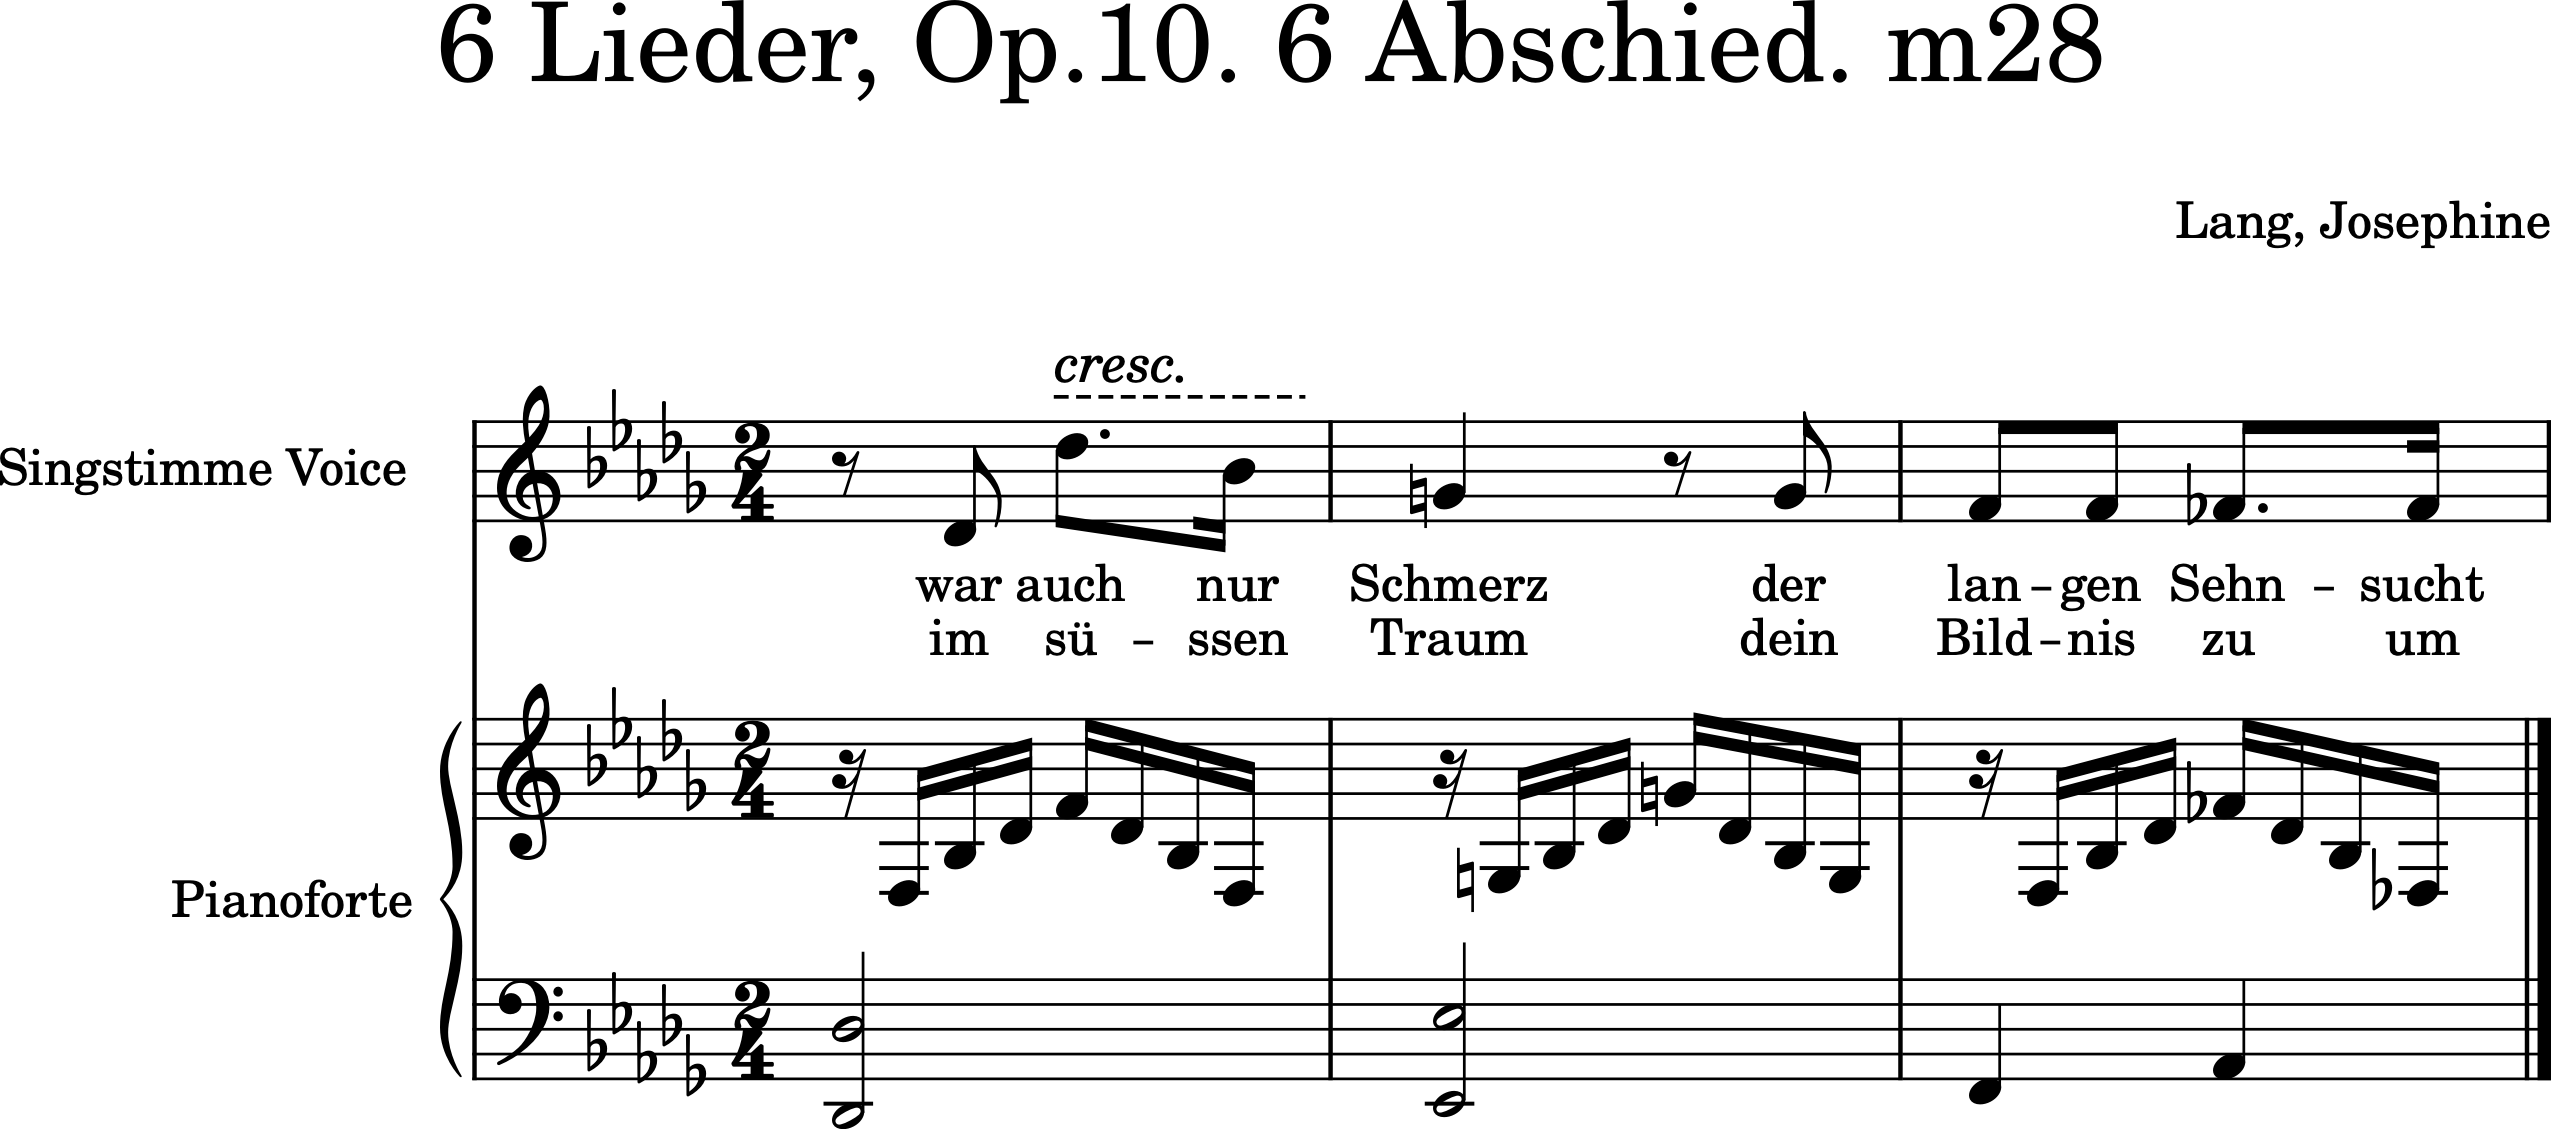 6 Lieder, Op.10. 6 Abschied. m28
Lang, Josephine
cresc.
Singstimme Voice
war auch nur Schmerz der lan–gen Sehn – sucht
im sü – ssen Traum dein Bild–nis zu um
Pianoforte